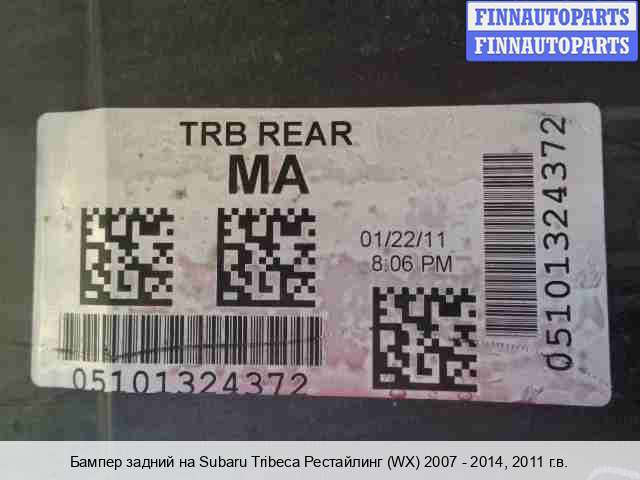 FINNAUTOPARTS
FINNAUTOPARTS
TRB REAR
MA
01/22/11
8:06 PM
05101324372
05101324372
Бампер задний на Subaru Tribeca Рестайлинг (WX) 2007 - 2014, 2011 г.в.